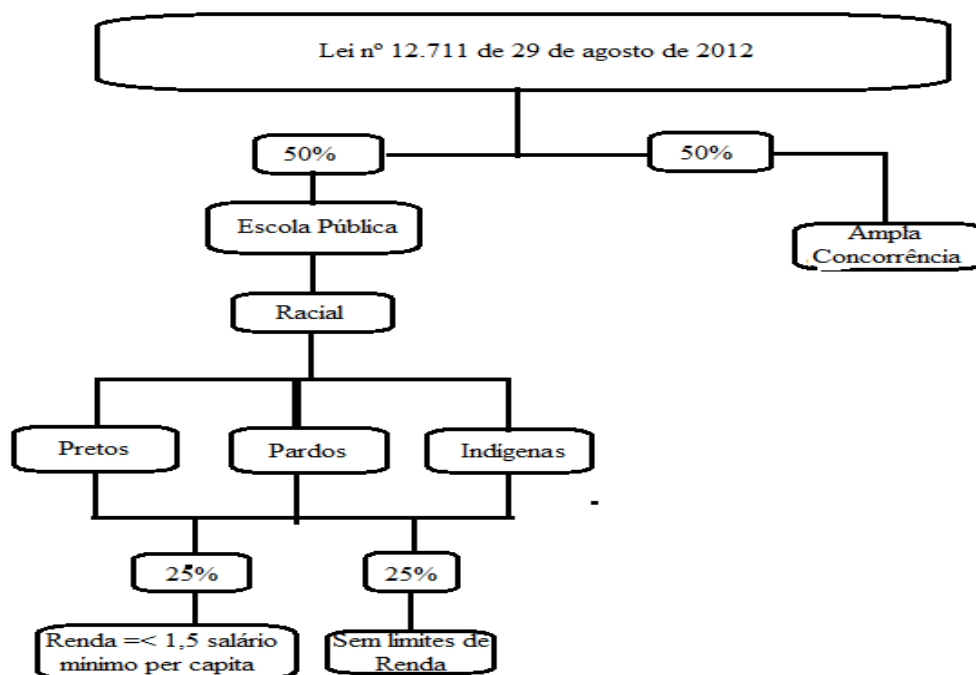 Lei nº 12.711 de 29 de agosto de 2012
50%
50%
Escola Pública
Ampla
Concorrência
Racial
Pretos
Pardos
Indígenas
25%
25%
Renda =< 1,5 salário
mínimo per capita
Sem limites de
Renda